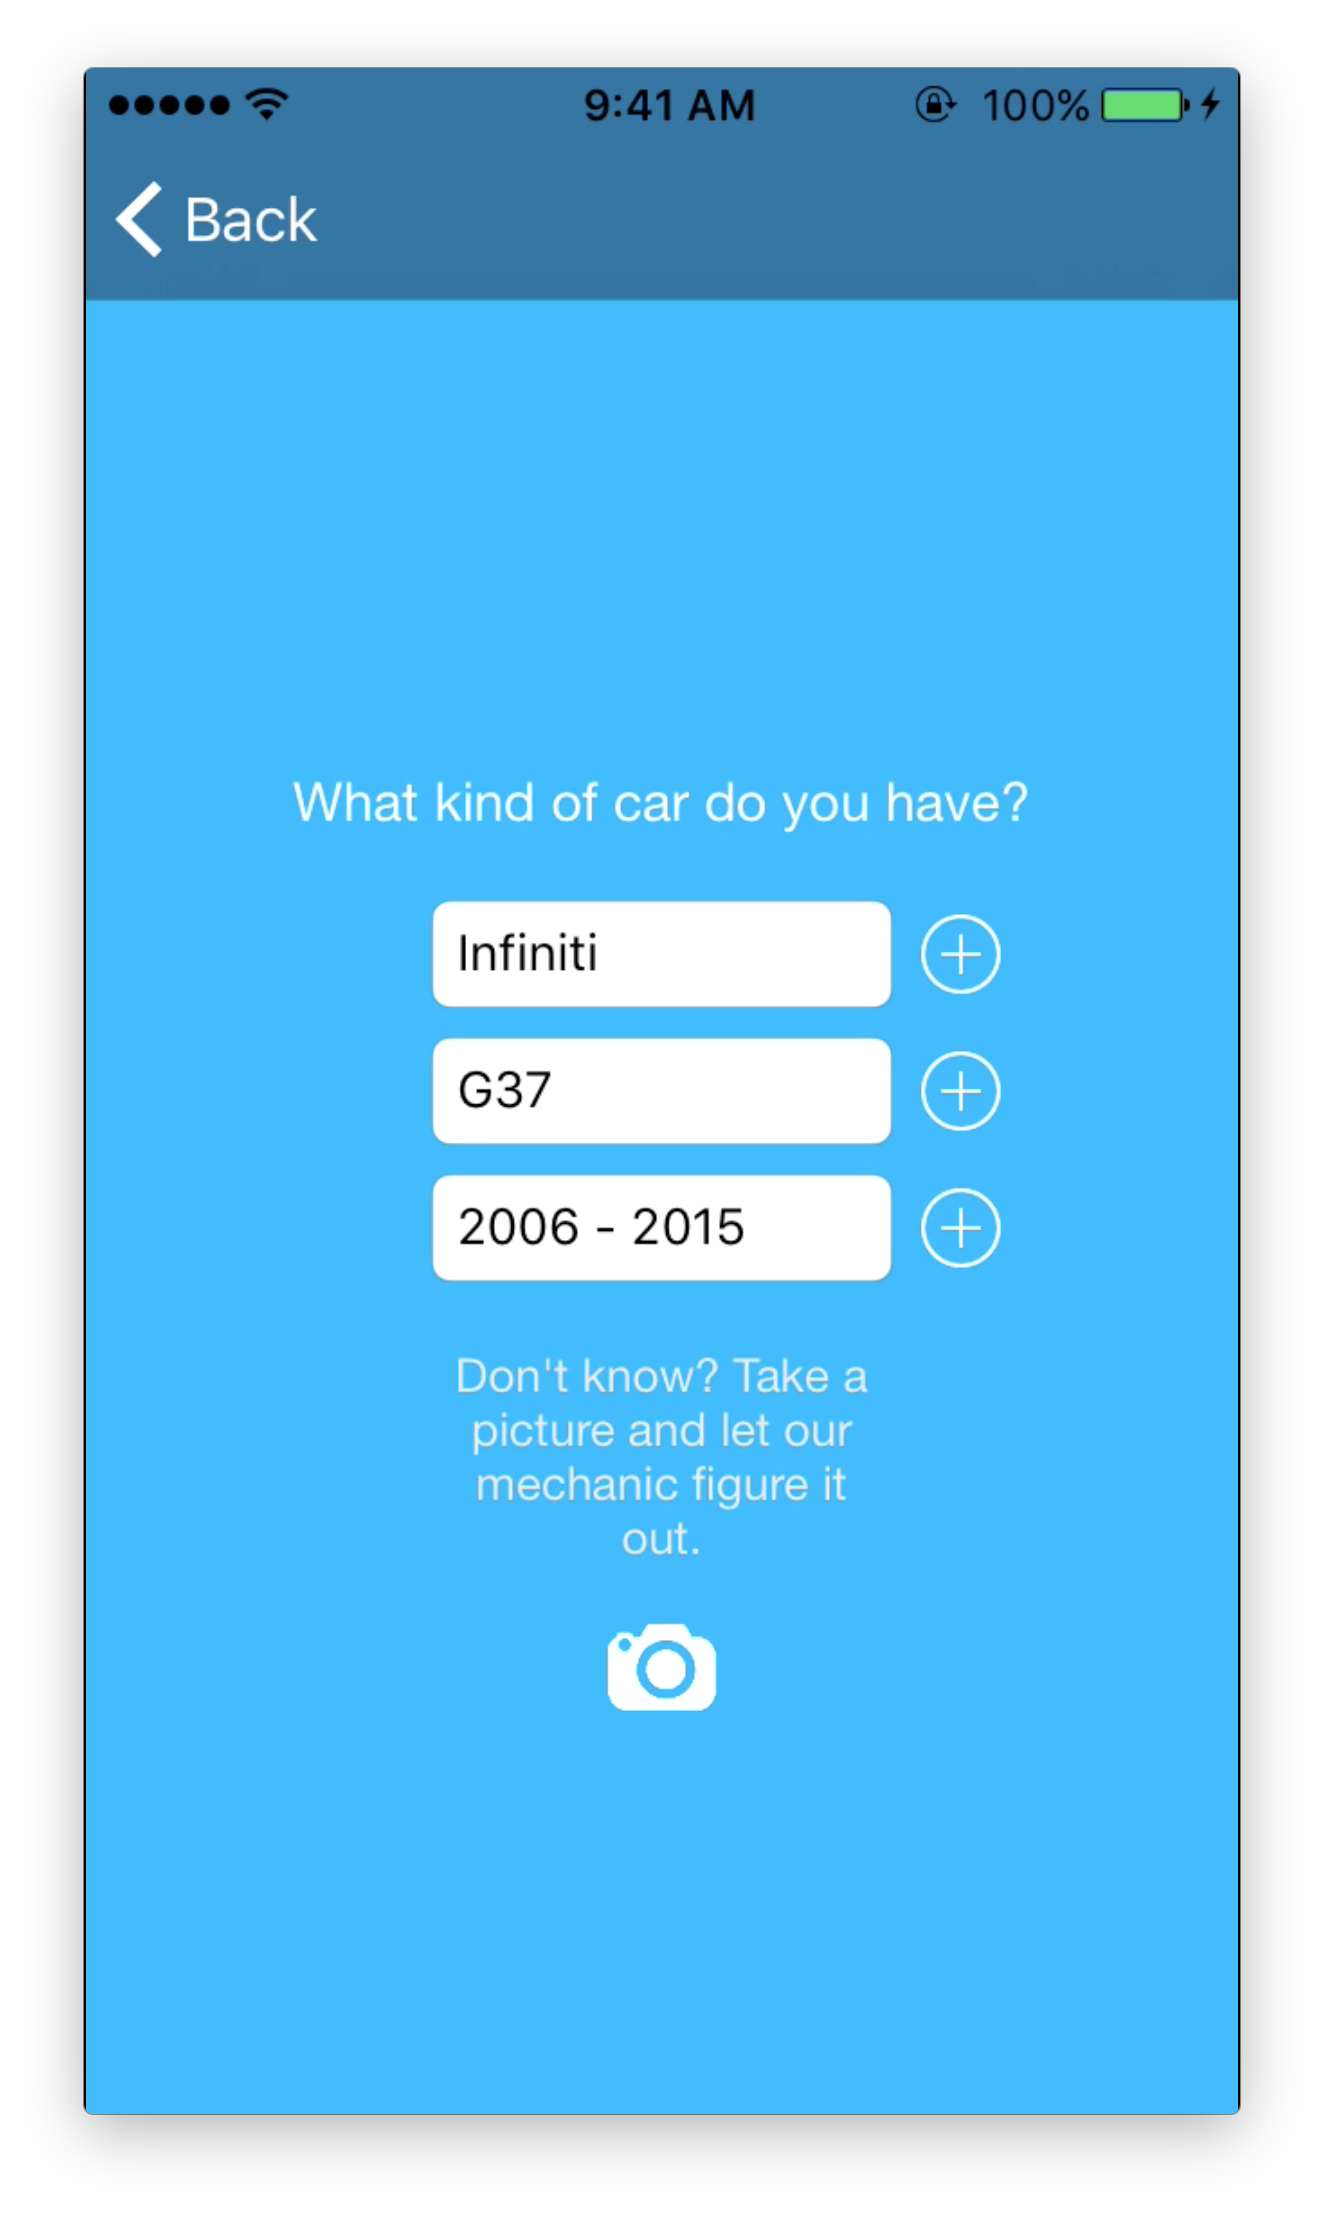 9:41 AM
100%
Back
What kind of car do you have?
Infiniti
G37
2006 - 2015
Don't know? Take a
picture and let our
mechanic figure it
out.